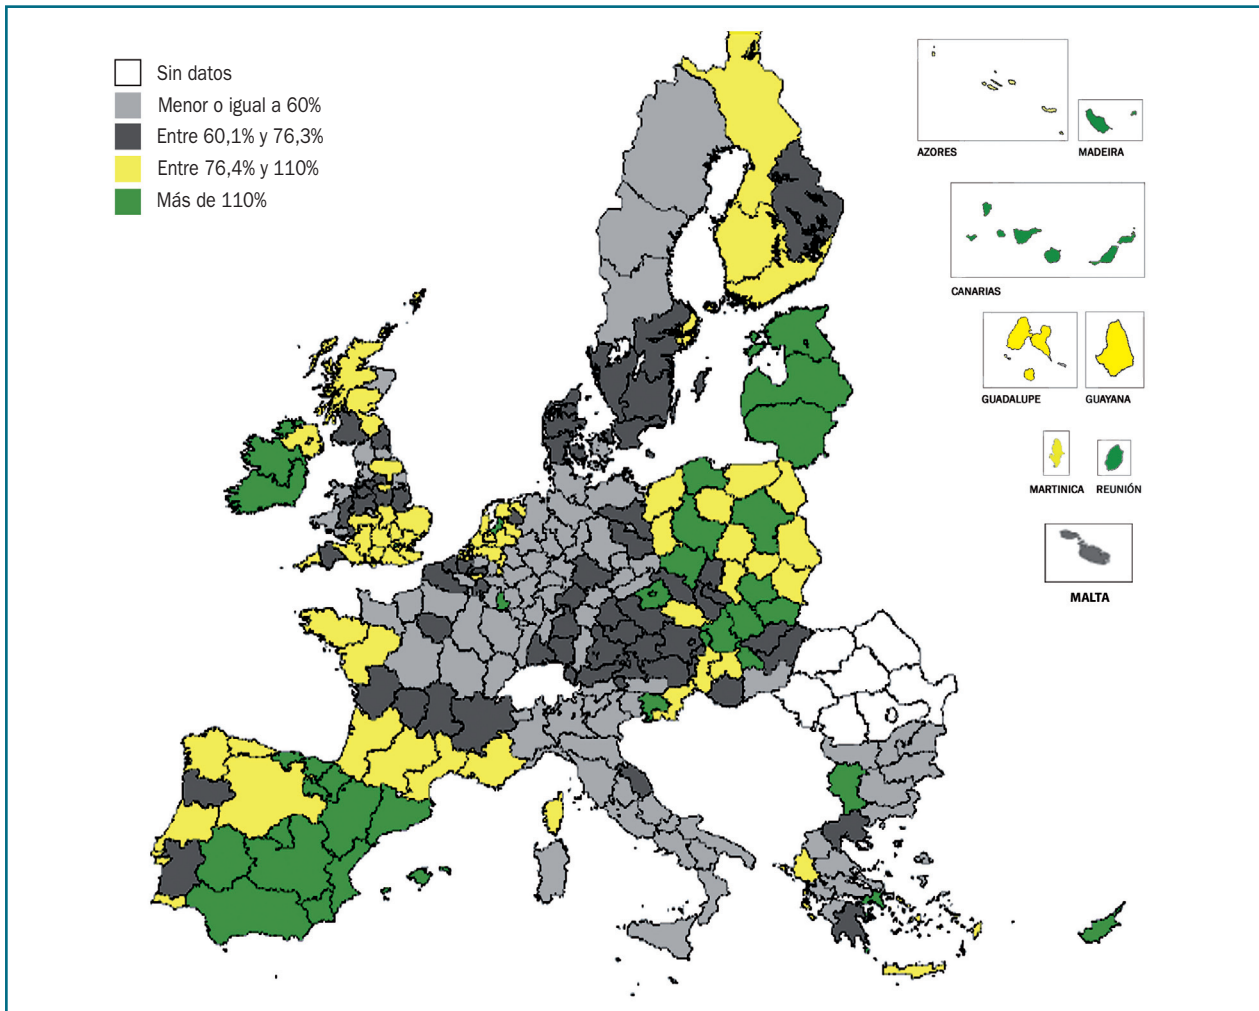 Sin datos
Menor o igual a 60%
Entre 60,1% y 76,3%
Entre 76,4% y 110%
Más de 110%
AZORES
MADEIRA
CANARIAS
GUADALUPE
GUAYANA
MARTINICA
REUNIÓN
MALTA